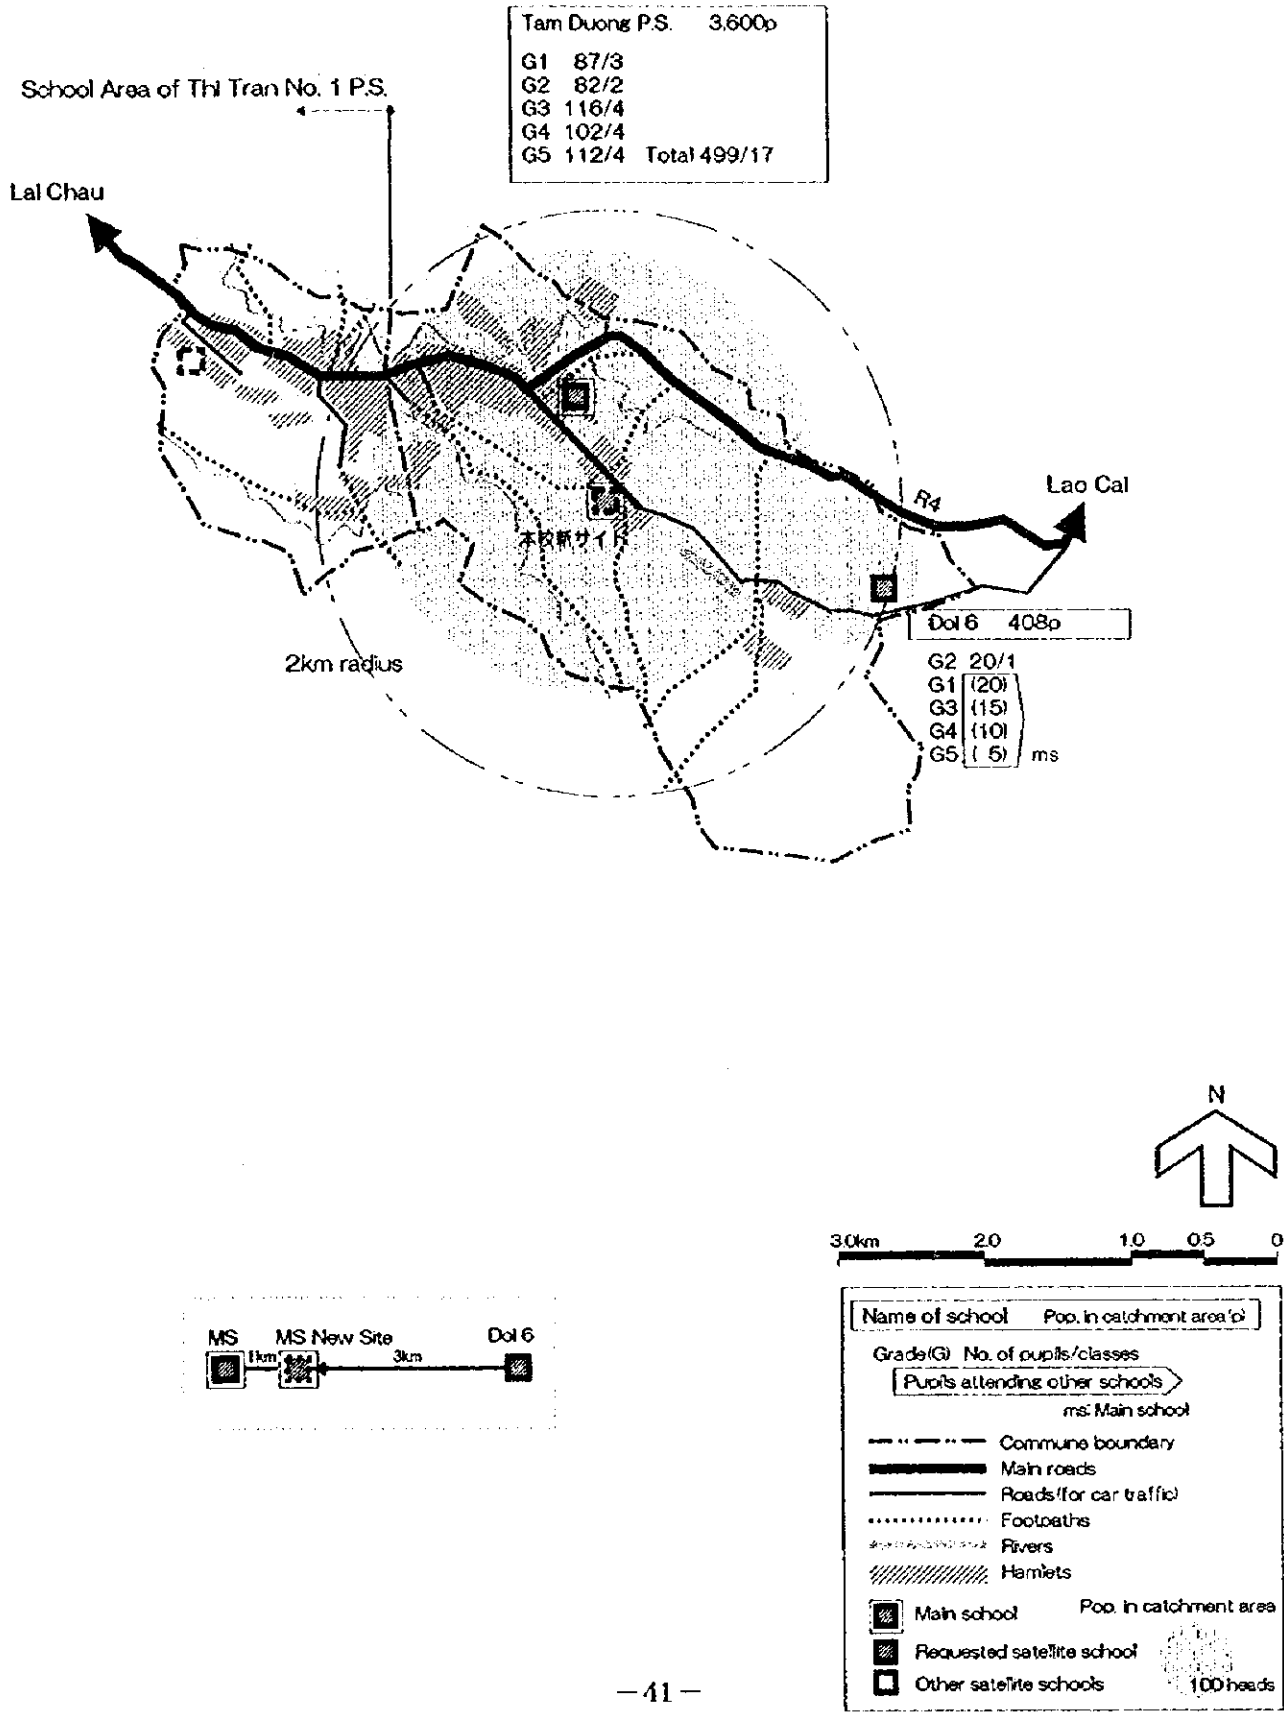 Tam Duong P.S. 3,600p
G1 87/3
G2 82/2
G3 116/4
G4 102/4
G5 112/4 Total 499/17
School Area of Thi Tran No. 1 P.S.
Lai Chau
R4
Lao Cai
本校新サイト
2km radius
Doi 6 408p
G2 20/1
G1 (20)
G3 (15)
G4 (10)
G5 ( 5) ms
N
3.0km 2.0 1.0 0.5 0
MS MS New Site Doi 6
1km 3km
Name of school Pop. in catchment area(p)
Grade(G) No. of pupils/classes
Pupils attending other schools
ms: Main school
Commune boundary
Main roads
Roads(for car traffic)
Footpaths
Rivers
Hamlets
Main school Pop. in catchment area
Requested satellite school
Other satellite schools 100 heads
－41－